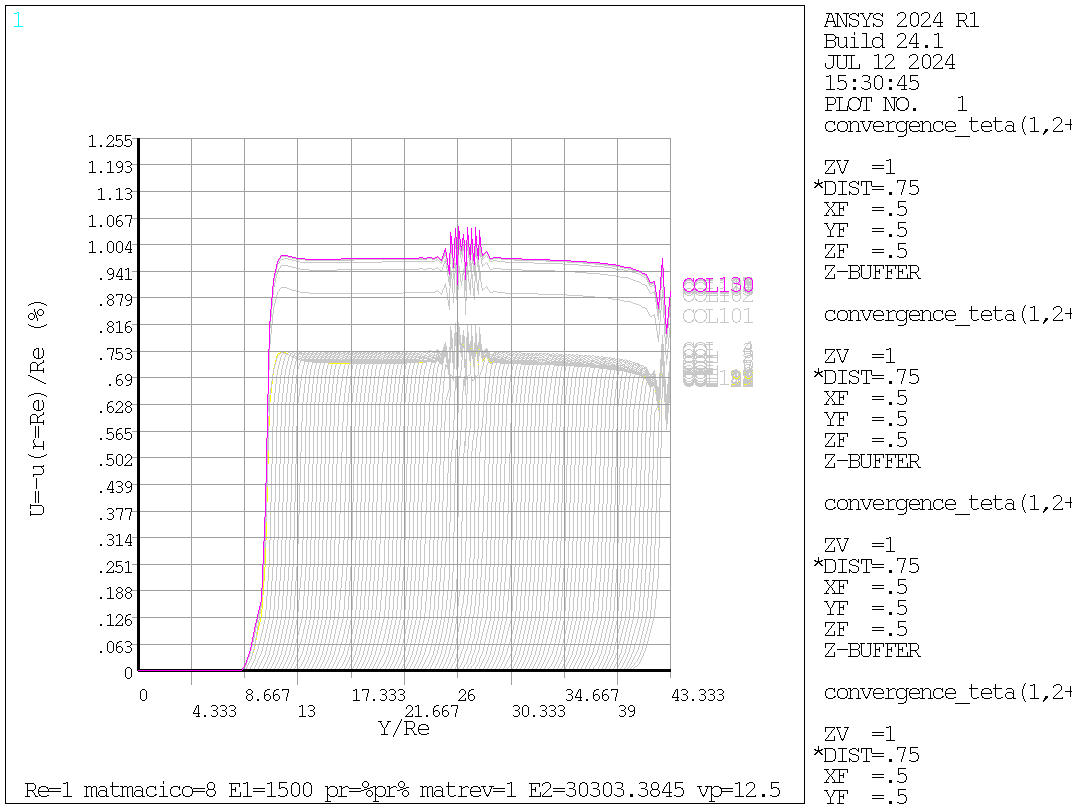 1
ANSYS 2024 R1
Build 24.1
JUL 12 2024
15:30:45
PLOT NO. 1
convergence_teta(1,2+
ZV =1
*DIST=.75
XF =.5
YF =.5
ZF =.5
Z-BUFFER
convergence_teta(1,2+
ZV =1
*DIST=.75
XF =.5
YF =.5
ZF =.5
Z-BUFFER
convergence_teta(1,2+
ZV =1
*DIST=.75
XF =.5
YF =.5
ZF =.5
Z-BUFFER
convergence_teta(1,2+
ZV =1
*DIST=.75
XF =.5
YF =.5
U=-u(r=Re)/Re (%)
1.255
1.193
1.13
1.067
1.004
.941
.879
.816
.753
.69
.628
.565
.502
.439
.377
.314
.251
.188
.126
.063
0
COL101
0
4.333
8.667
13
17.333
21.667
26
30.333
34.667
39
43.333
Y/Re
Re=1 matmacico=8 E1=1500 pr=%pr% matrev=1 E2=30303.3845 vp=12.5